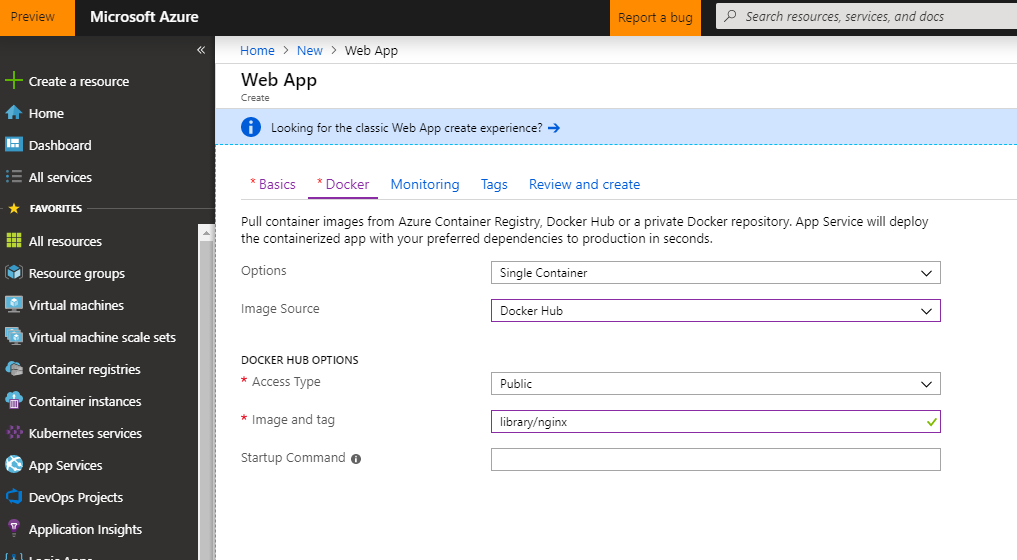 Preview
Microsoft Azure
Report a bug
Search resources, services, and docs
«
Create a resource
Home
Dashboard
All services
FAVORITES
All resources
Resource groups
Virtual machines
Virtual machine scale sets
Container registries
Container instances
Kubernetes services
App Services
DevOps Projects
Application Insights
Logic Apps
Home > New > Web App
Web App
Create
Looking for the classic Web App create experience? →
* Basics * Docker Monitoring Tags Review and create
Pull container images from Azure Container Registry, Docker Hub or a private Docker repository. App Service will deploy
the containerized app with your preferred dependencies to production in seconds.
Options Single Container
Image Source Docker Hub
DOCKER HUB OPTIONS
* Access Type Public
* Image and tag library/nginx
Startup Command